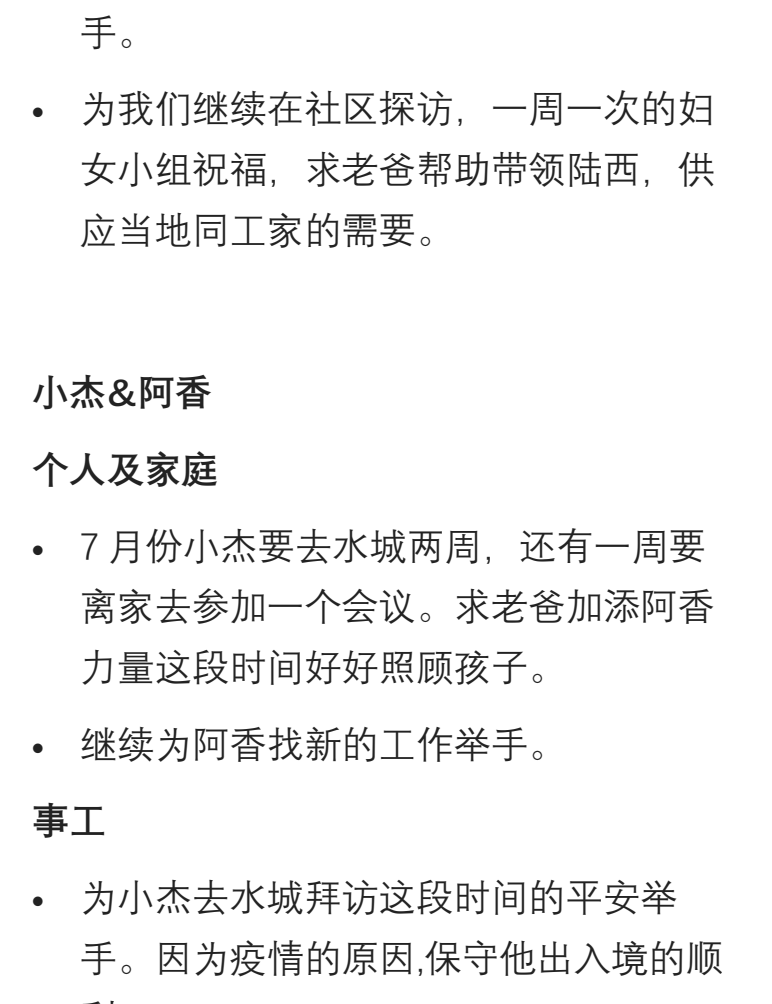 手。
• 为我们继续在社区探访，一周一次的妇
女小组祝福，求老爸帮助带领陆西，供
应当地同工家的需要。
小杰&阿香
个人及家庭
• 7 月份小杰要去水城两周，还有一周要
离家去参加一个会议。求老爸加添阿香
力量这段时间好好照顾孩子。
• 继续为阿香找新的工作举手。
事工
• 为小杰去水城拜访这段时间的平安举
手。因为疫情的原因,保守他出入境的顺